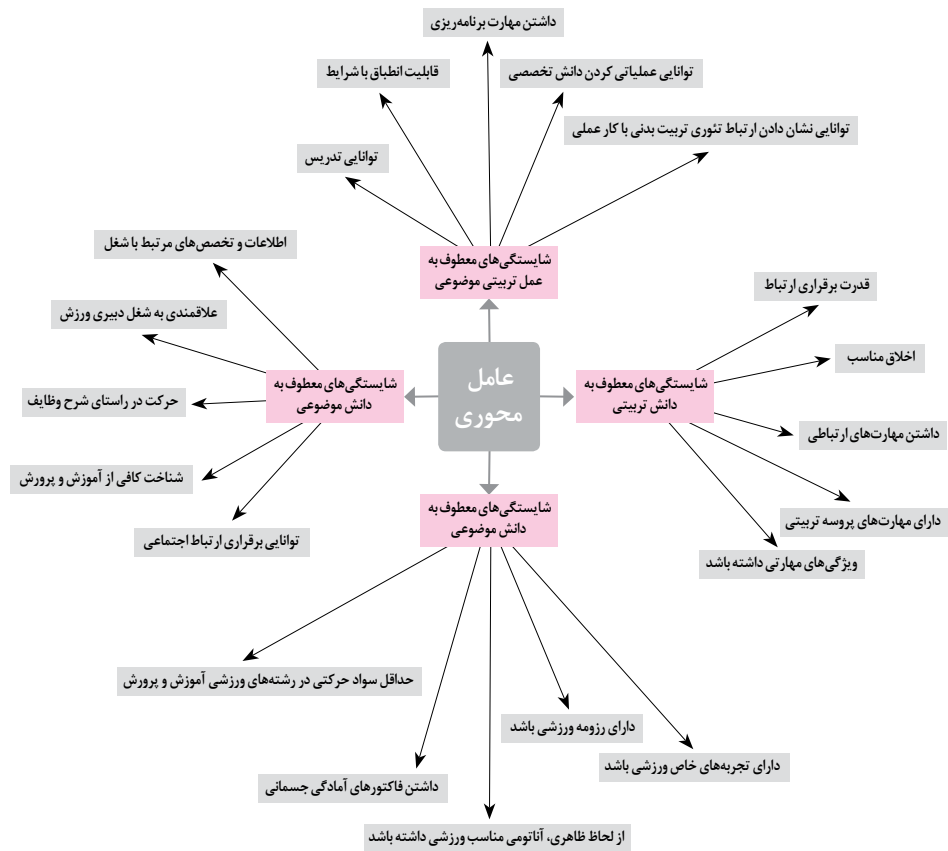 داشتن مهارت برنامه‌ریزی
توانایی عملیاتی کردن دانش تخصصی
قابلیت انطباق با شرایط
توانایی نشان دادن ارتباط تئوری تربیت بدنی با کار عملی
توانایی تدریس
شایستگی‌های معطوف به
عمل تربیتی موضوعی
قدرت برقراری ارتباط
اخلاق مناسب
شایستگی‌های معطوف به
دانش تربیتی
داشتن مهارت‌های ارتباطی
دارای مهارت‌های پروسه تربیتی
ویژگی‌های مهارتی داشته باشد
عامل
محوری
اطلاعات و تخصص‌های مرتبط با شغل
علاقمندی به شغل دبیری ورزش
شایستگی‌های معطوف به
دانش موضوعی
حرکت در راستای شرح وظایف
شناخت کافی از آموزش و پرورش
توانایی برقراری ارتباط اجتماعی
شایستگی‌های معطوف به
دانش موضوعی
حداقل سواد حرکتی در رشته‌های ورزشی آموزش و پرورش
دارای رزومه ورزشی باشد
دارای تجربه‌های خاص ورزشی باشد
داشتن فاکتورهای آمادگی جسمانی
از لحاظ ظاهری، آناتومی مناسب ورزشی داشته باشد